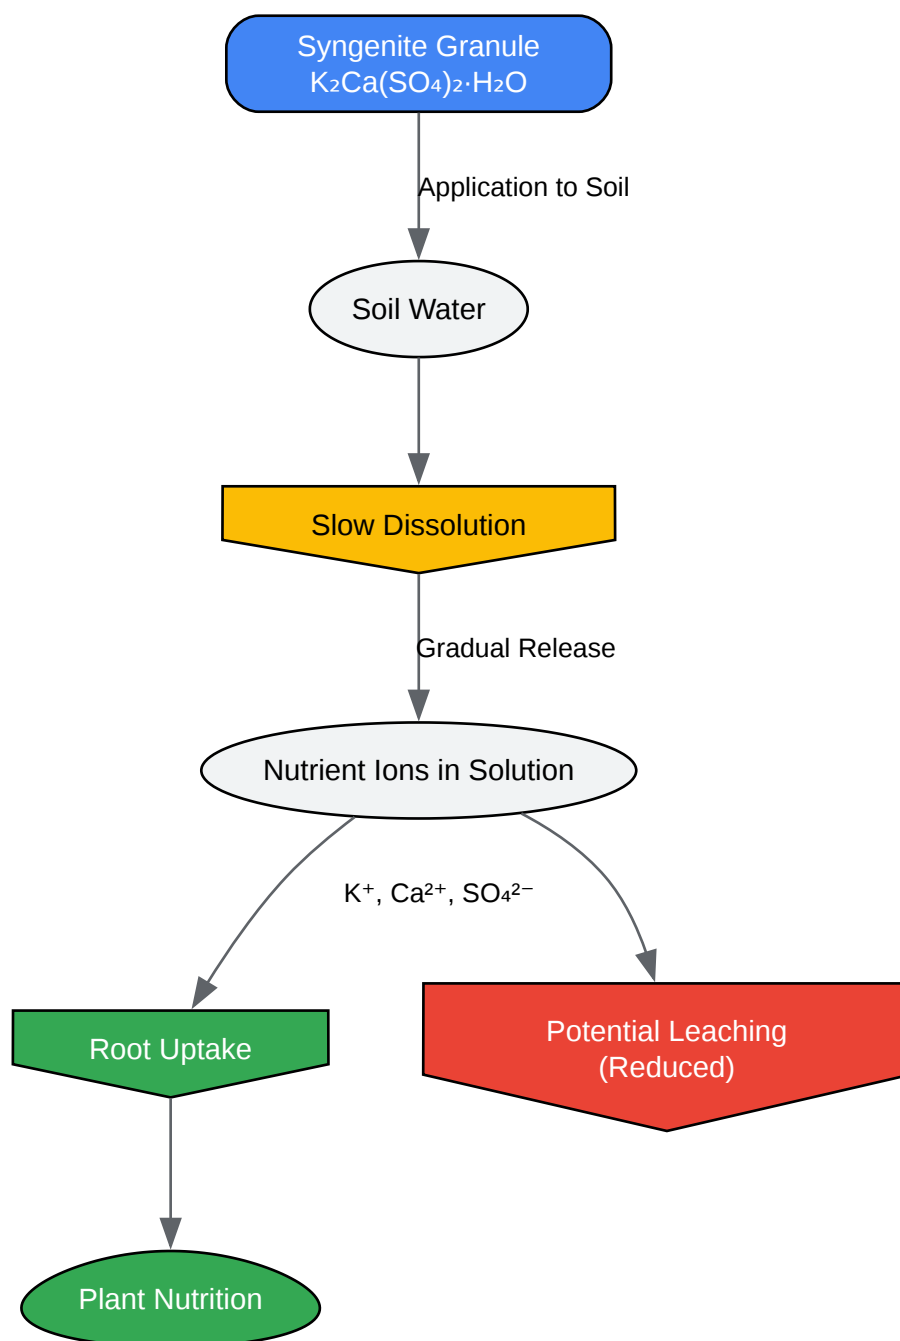 Syngenite Granule
K₂Ca(SO₄)₂·H₂O
Application to Soil
Soil Water
Slow Dissolution
Gradual Release
Nutrient Ions in Solution
K⁺, Ca²⁺, SO₄²⁻
Root Uptake
Potential Leaching
(Reduced)
Plant Nutrition